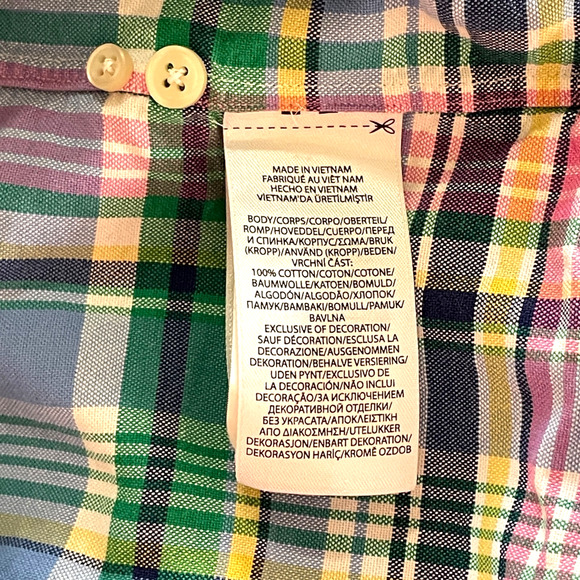 MADE IN VIETNAM
FABRIQUÉ AU VIÊT NAM
HECHO EN VIETNAM
VIETNAM'DA ÜRETİLMİŞTİR
BODY/CORPS/CORPO/OBERTEIL/
ROMP/HOVEDDEL/CUERPO/ПЕРЕД
И СПИНКА/КОРПУС/ΣΩΜΑ/BRUK
(KROPP)/ANVÄND (KROPP)/BEDEN/
VRCHNÍ ČÁST:
100% COTTON/COTON/COTONE/
BAUMWOLLE/KATOEN/BOMULD/
ALGODÓN/ALGODÃO/ХЛОПОК/
ПАМУК/BAMBAKI/BOMULL/PAMUK/
BAVLNA
EXCLUSIVE OF DECORATION/
SAUF DÉCORATION/ESCLUSA LA
DECORAZIONE/AUSGENOMMEN
DEKORATION/BEHALVE VERSIERING/
UDEN PYNT/EXCLUSIVO DE
LA DECORACIÓN/NÃO INCLUI
DECORAÇÃO/ЗА ИСКЛЮЧЕНИЕМ
ДЕКОРАТИВНОЙ ОТДЕЛКИ/
БЕЗ УКРАСАТА/ΑΠΟΚΛΕΙΣΤΙΚΗ
ΑΠΟ ΔΙΑΚΟΣΜΗΣΗ/UTELUKKER
DEKORASJON/ENBART DEKORATION/
DEKORASYON HARİÇ/KROMĚ OZDOB